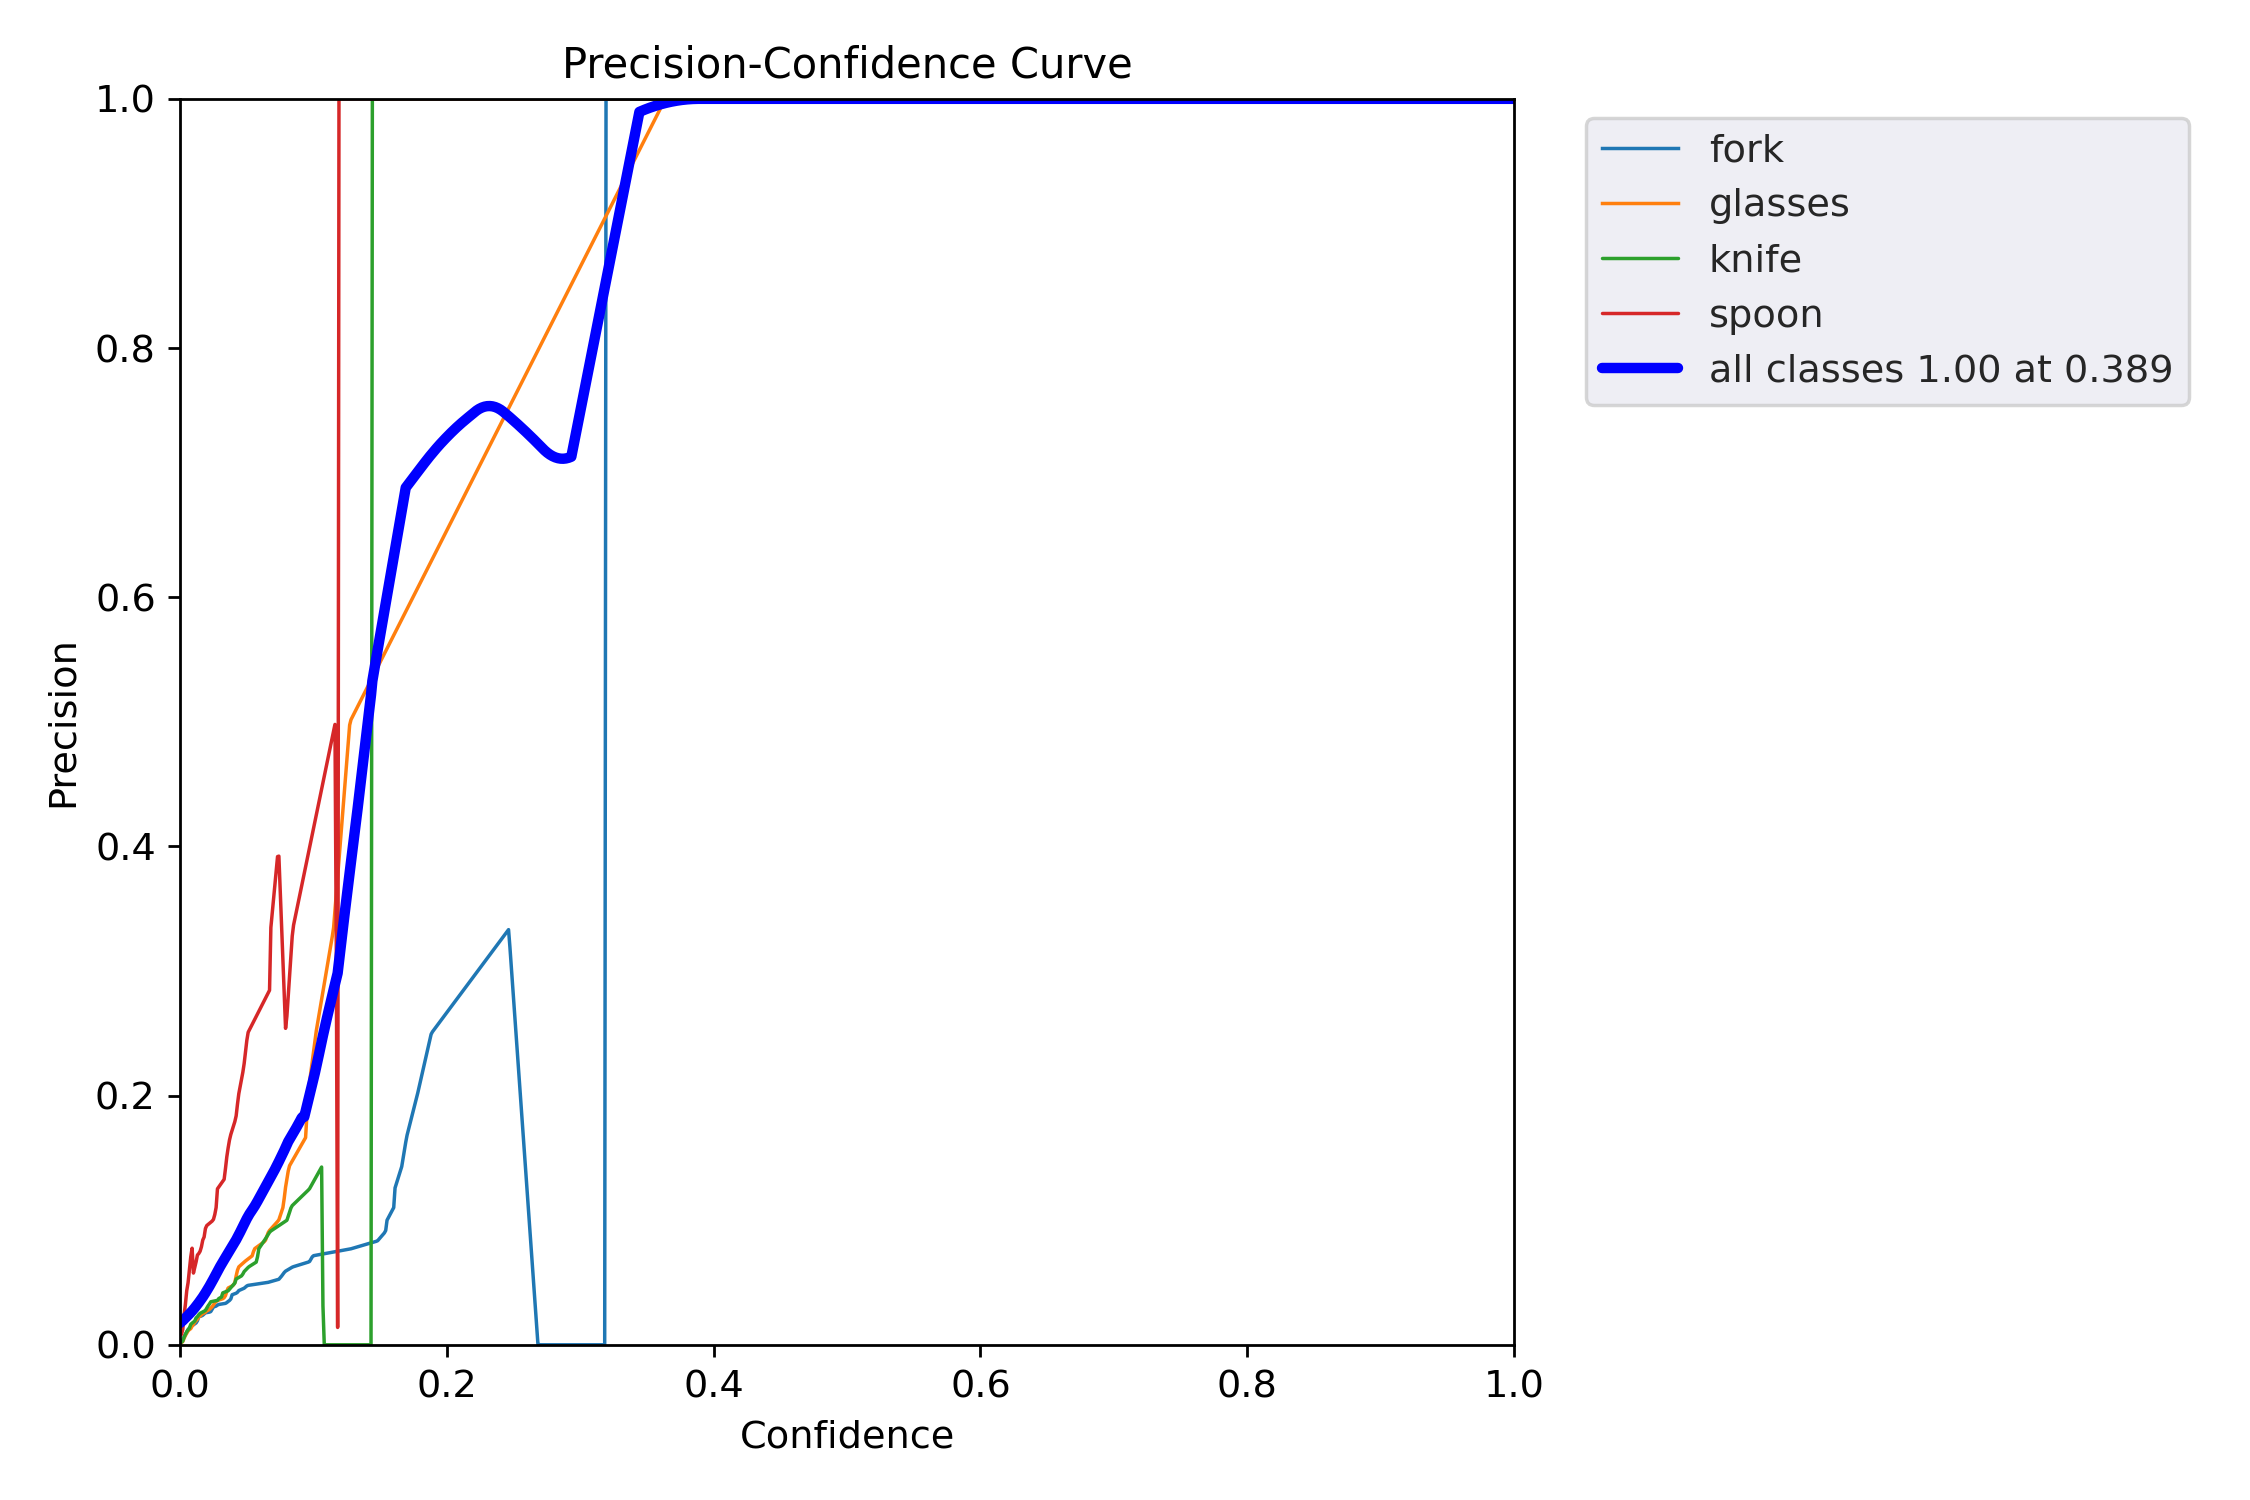 Precision-Confidence Curve
1.0
0.8
0.6
0.4
0.2
0.0
Precision
0.0 0.2 0.4 0.6 0.8 1.0
Confidence
fork
glasses
knife
spoon
all classes 1.00 at 0.389